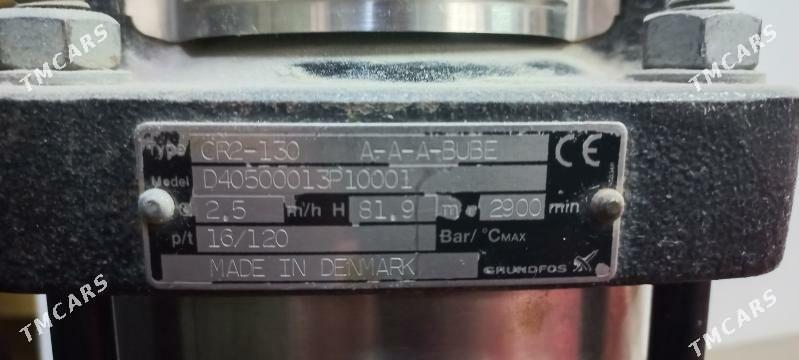 TMCARS
TMCARS
Type CR2-130 A-A-A-BUBE CE
Model D40500013P10001
Q 2.5 m³/h H 81.9 m n 2900 min
p/t 16/120 Bar/°CMAX
MADE IN DENMARK GRUNDFOS
TMCARS
TMCARS